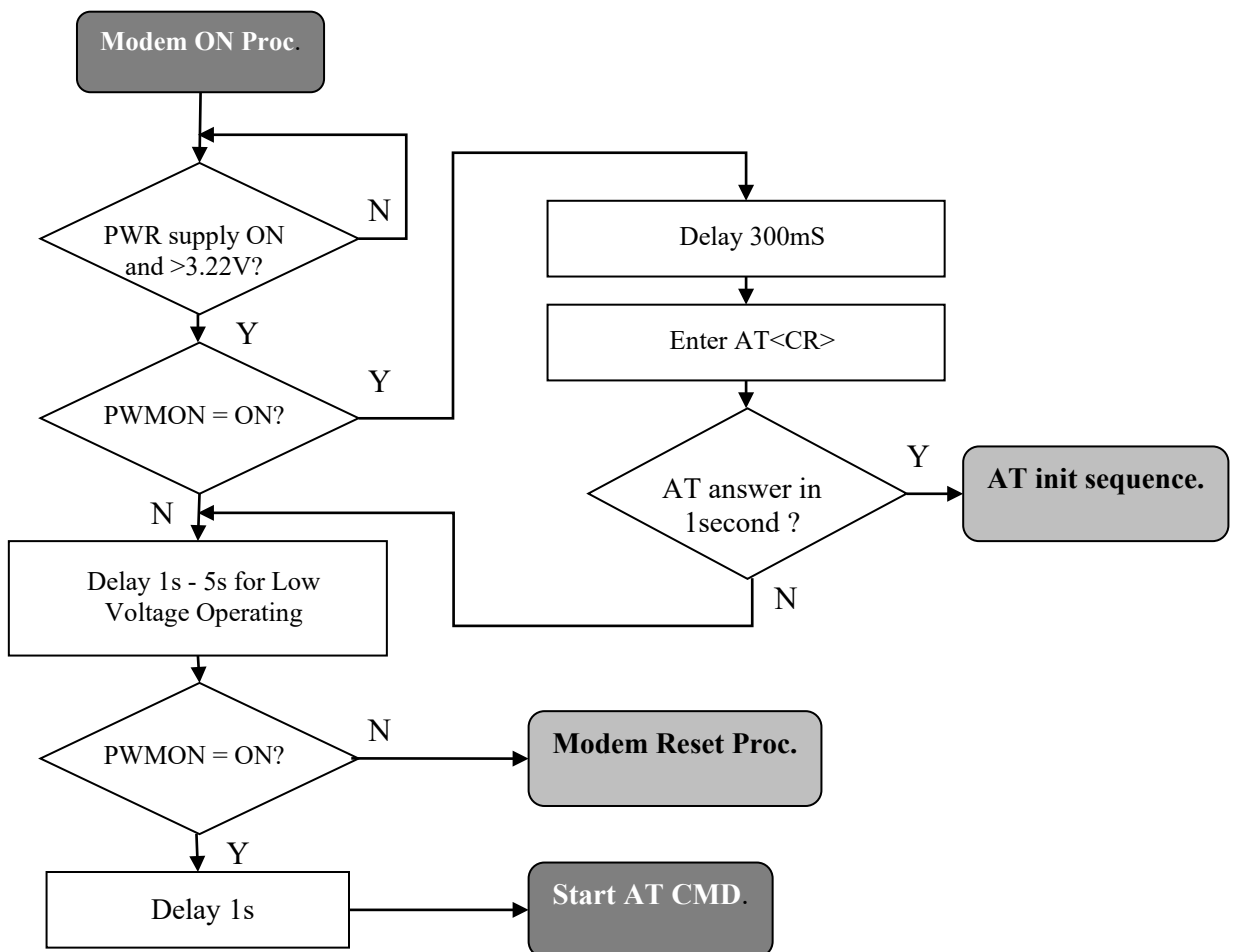 Modem ON Proc.
PWR supply ON
and >3.22V?
N
Y
PWMON = ON?
Y
N
Delay 300mS
Enter AT<CR>
AT answer in
1second ?
Y
AT init sequence.
N
Delay 1s - 5s for Low
Voltage Operating
PWMON = ON?
N
Modem Reset Proc.
Y
Delay 1s
Start AT CMD.